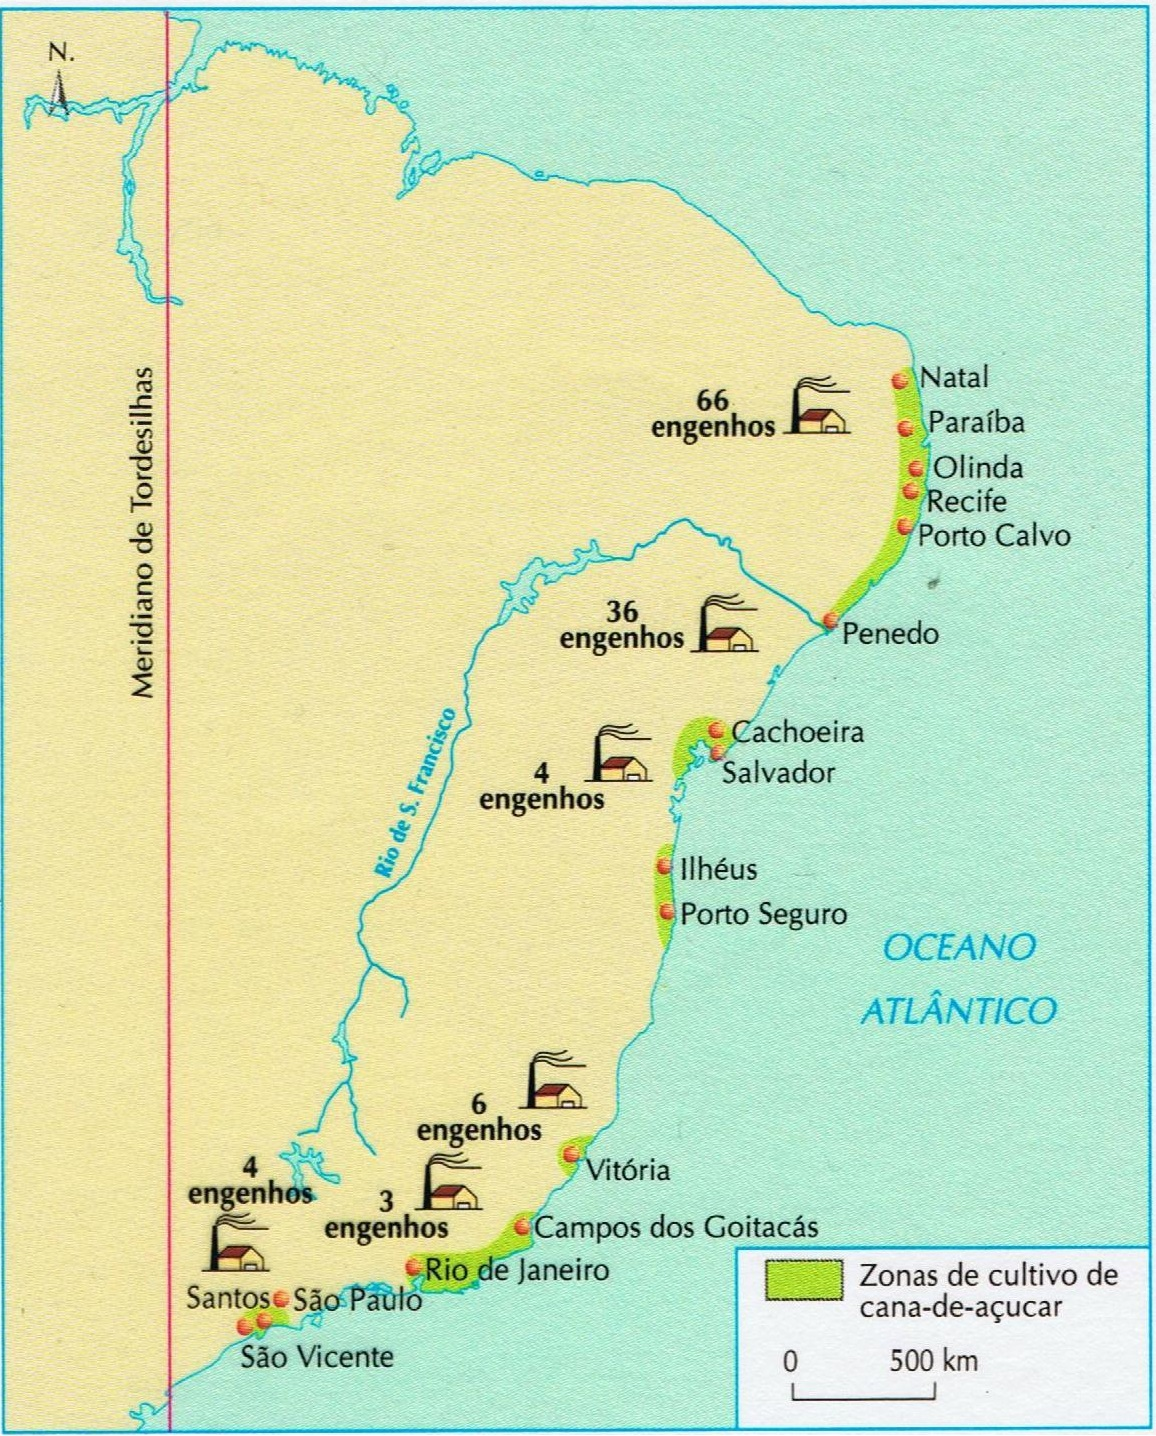 N.
Meridiano de Tordesilhas
66
engenhos
Natal
Paraíba
Olinda
Recife
Porto Calvo
36
engenhos
Penedo
Rio de S. Francisco
4
engenhos
Cachoeira
Salvador
Ilhéus
Porto Seguro
OCEANO
ATLÂNTICO
6
engenhos
Vitória
4
engenhos
3
engenhos
Campos dos Goitacás
Rio de Janeiro
Santos
São Paulo
São Vicente
Zonas de cultivo de
cana-de-açucar
0 500 km